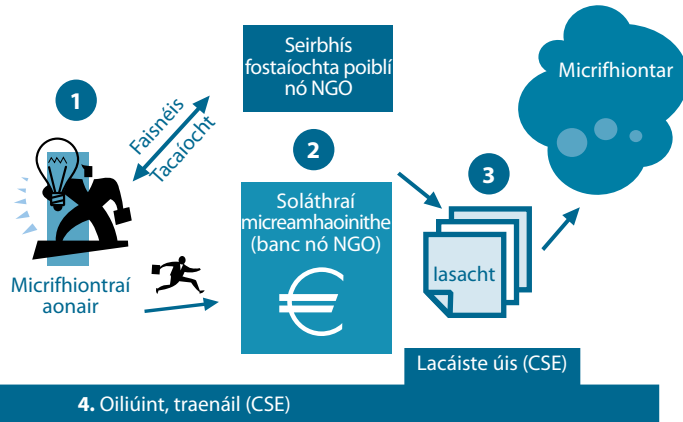 1
Micrifhiontraí
aonair
Faisnéis
Tacaíocht
Seirbhís
fostaíochta poiblí
nó NGO
2
Soláthraí
micreamhaoinithe
(banc nó NGO)
€
3
Iasacht
Micrifhiontar
Lacáiste úis (CSE)
4. Oiliúint, traenáil (CSE)